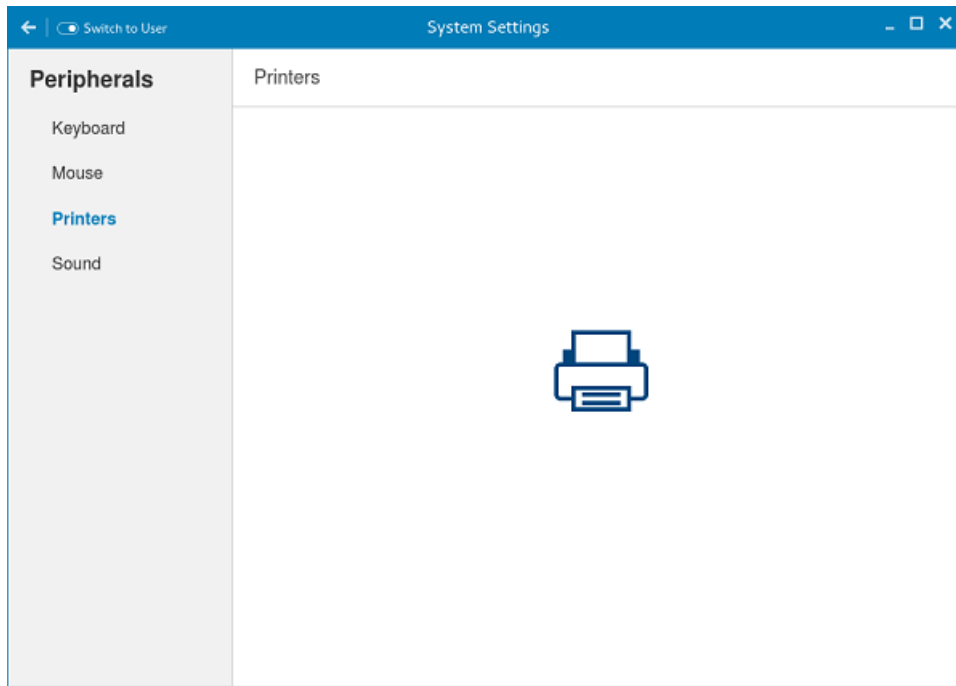 Switch to User System Settings
Peripherals
Printers
Keyboard
Mouse
Printers
Sound